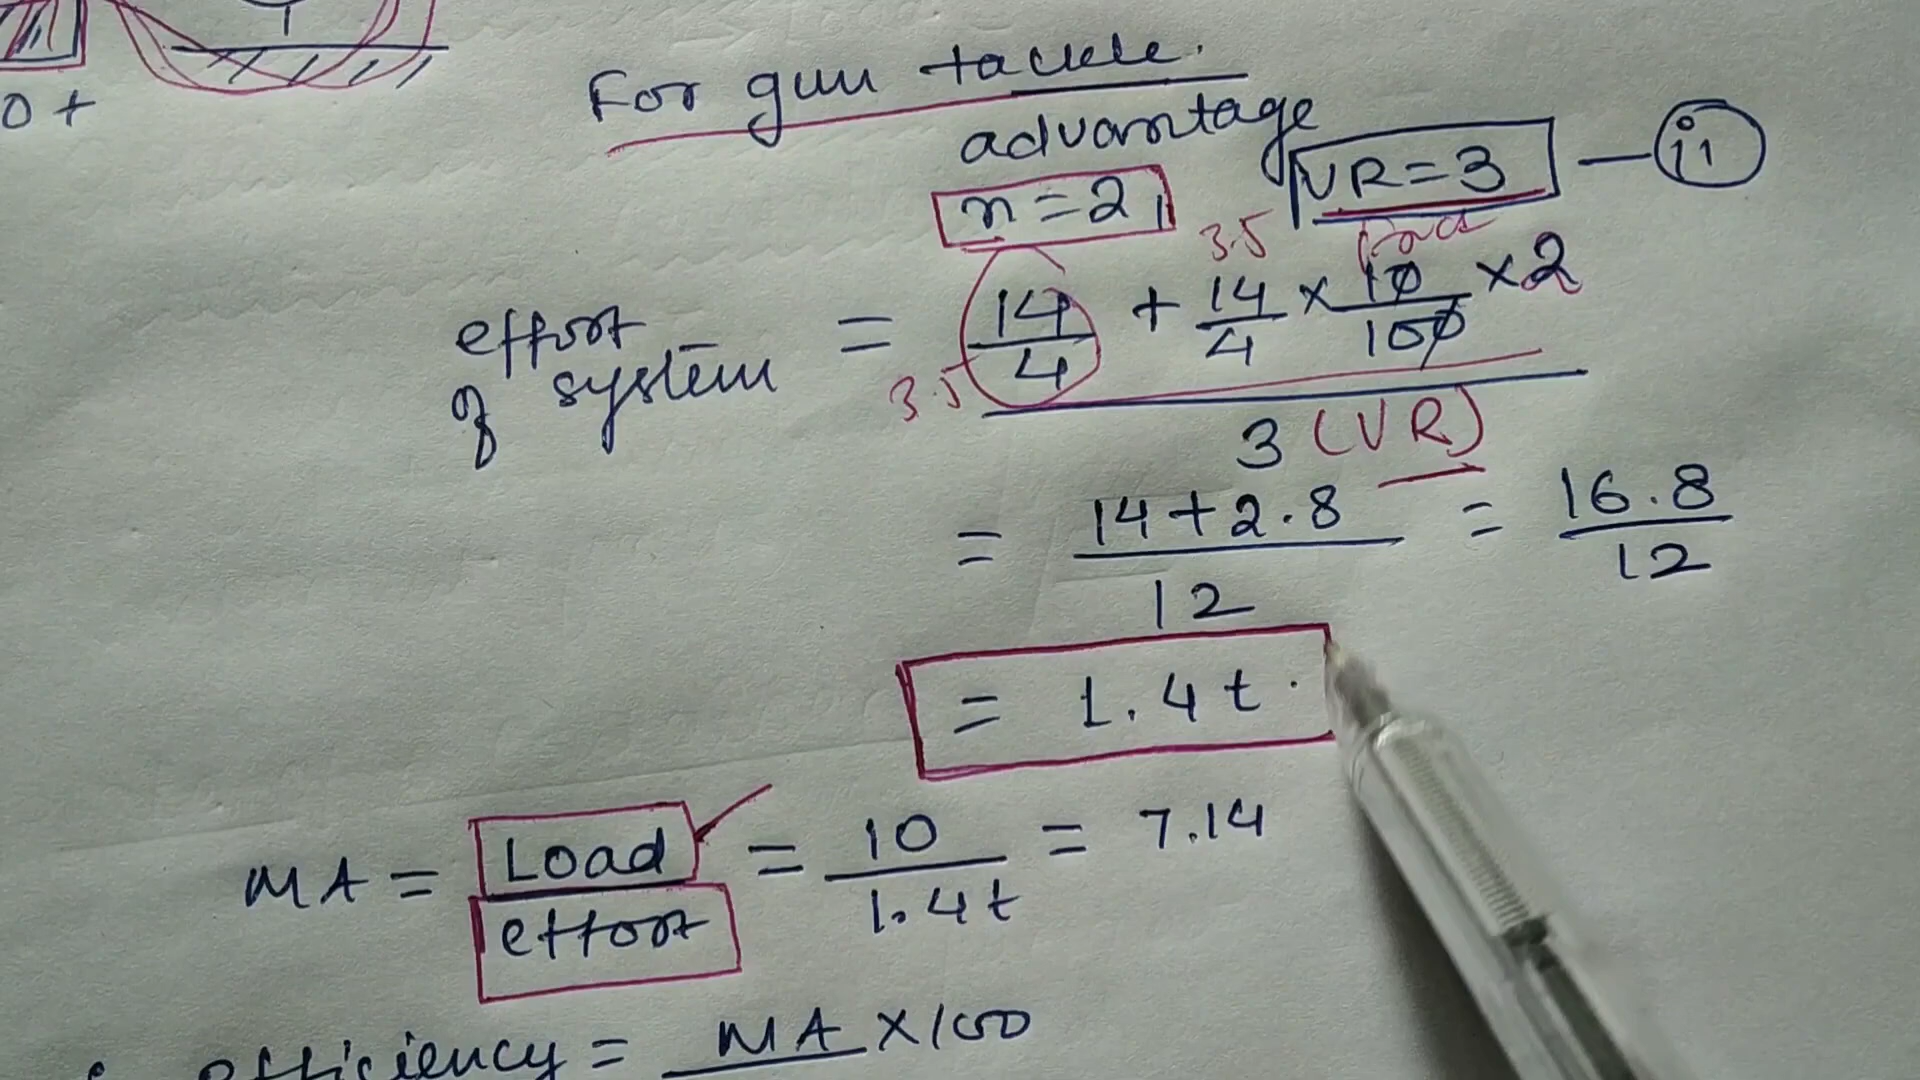 0 t
For gun tackle.
advantage
n = 2, VR = 3 — ii
3.5
effort of system = 14/4 + 14/4 × 10/100 × 2
3.5
3 (VR)
= 14 + 2.8 / 12 = 16.8 / 12
= 1.4 t.
MA = Load / effort = 10 / 1.4 t = 7.14
efficiency = MA × 100